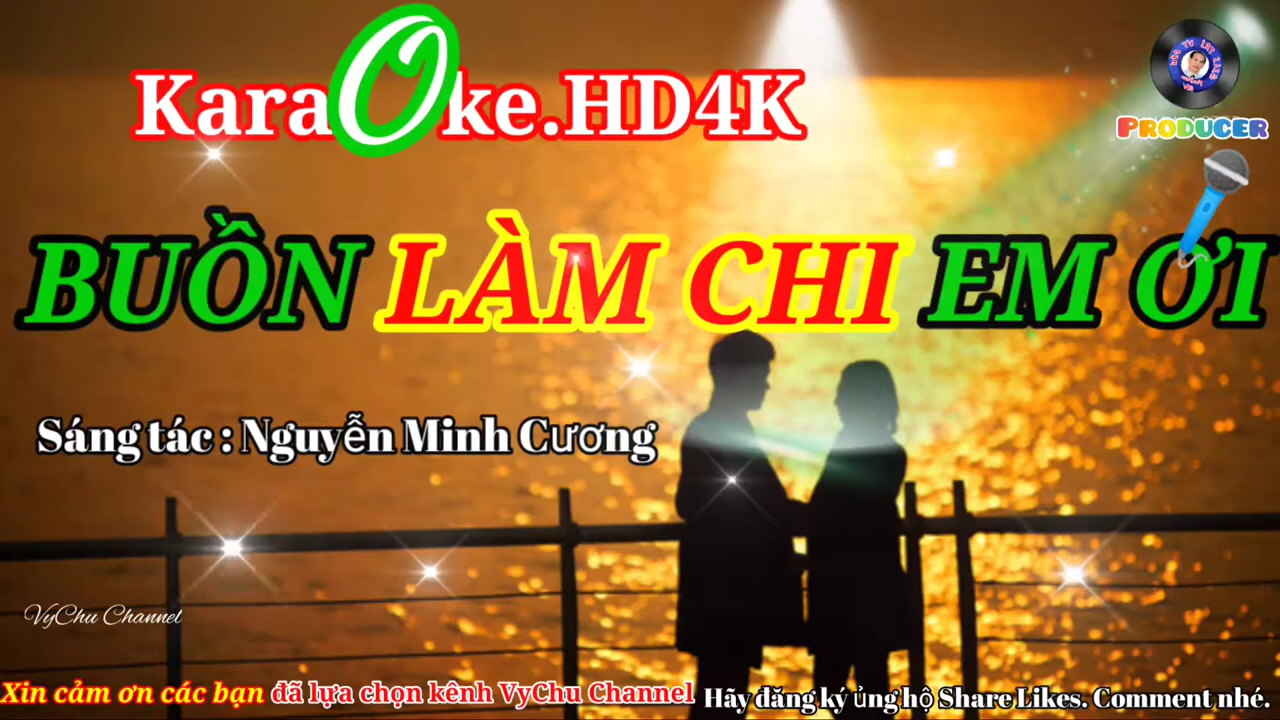 KaraOke.HD4K
PRODUCER
BUỒN LÀM CHI EM ƠI
Sáng tác : Nguyễn Minh Cương
VyChu Channel
Xin cảm ơn các bạn đã lựa chọn kênh VyChu Channel
Hãy đăng ký ủng hộ Share Likes. Comment nhé.